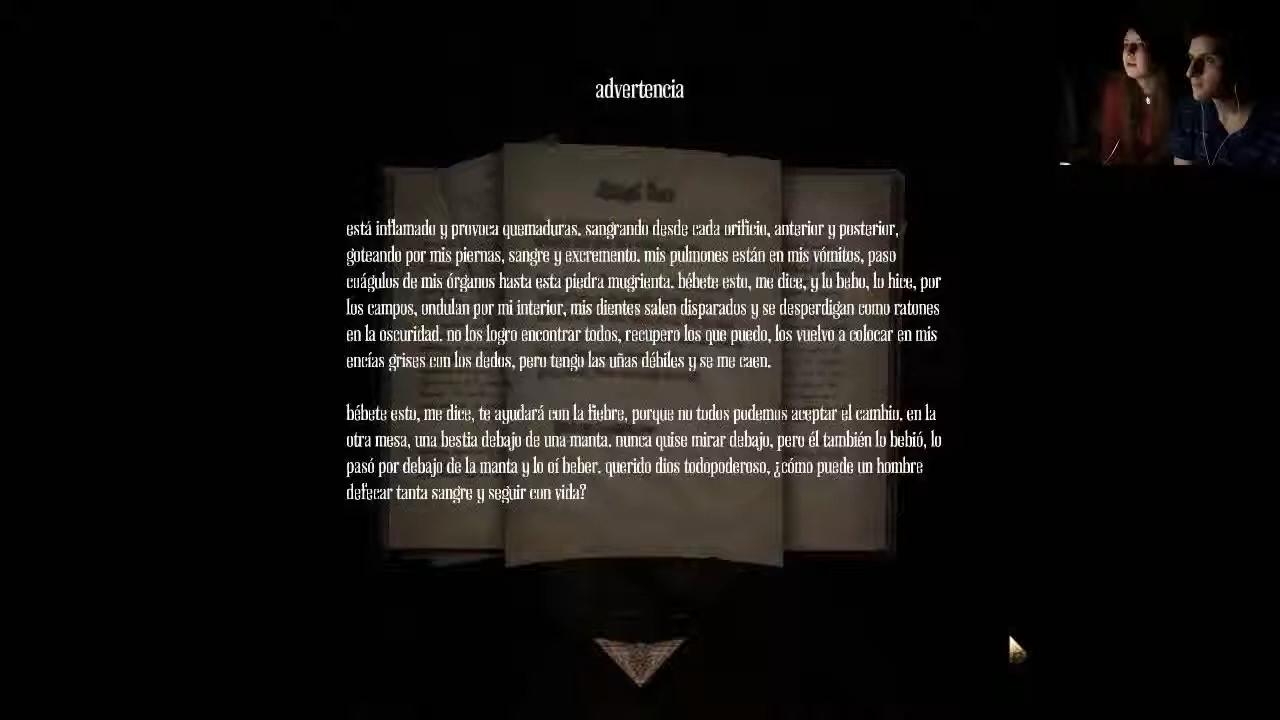 advertencia
está inflamado y provoca quemaduras. sangrando desde cada orificio, anterior y posterior,
goteando por mis piernas, sangre y excremento. mis pulmones están en mis vómitos, paso
coágulos de mis órganos hasta esta piedra mugrienta. bébete esto, me dice, y lo bebo, lo hice, por
los campos, ondulan por mi interior, mis dientes salen disparados y se desperdigan como ratones
en la oscuridad. no los logro encontrar todos, recupero los que puedo, los vuelvo a colocar en mis
encías grises con los dedos, pero tengo las uñas débiles y se me caen.
bébete esto, me dice, te ayudará con la fiebre, porque no todos podemos aceptar el cambio. en la
otra mesa, una bestia debajo de una manta. nunca quise mirar debajo, pero él también lo bebió, lo
pasó por debajo de la manta y lo oí beber. querido dios todopoderoso, ¿cómo puede un hombre
defecar tanta sangre y seguir con vida?